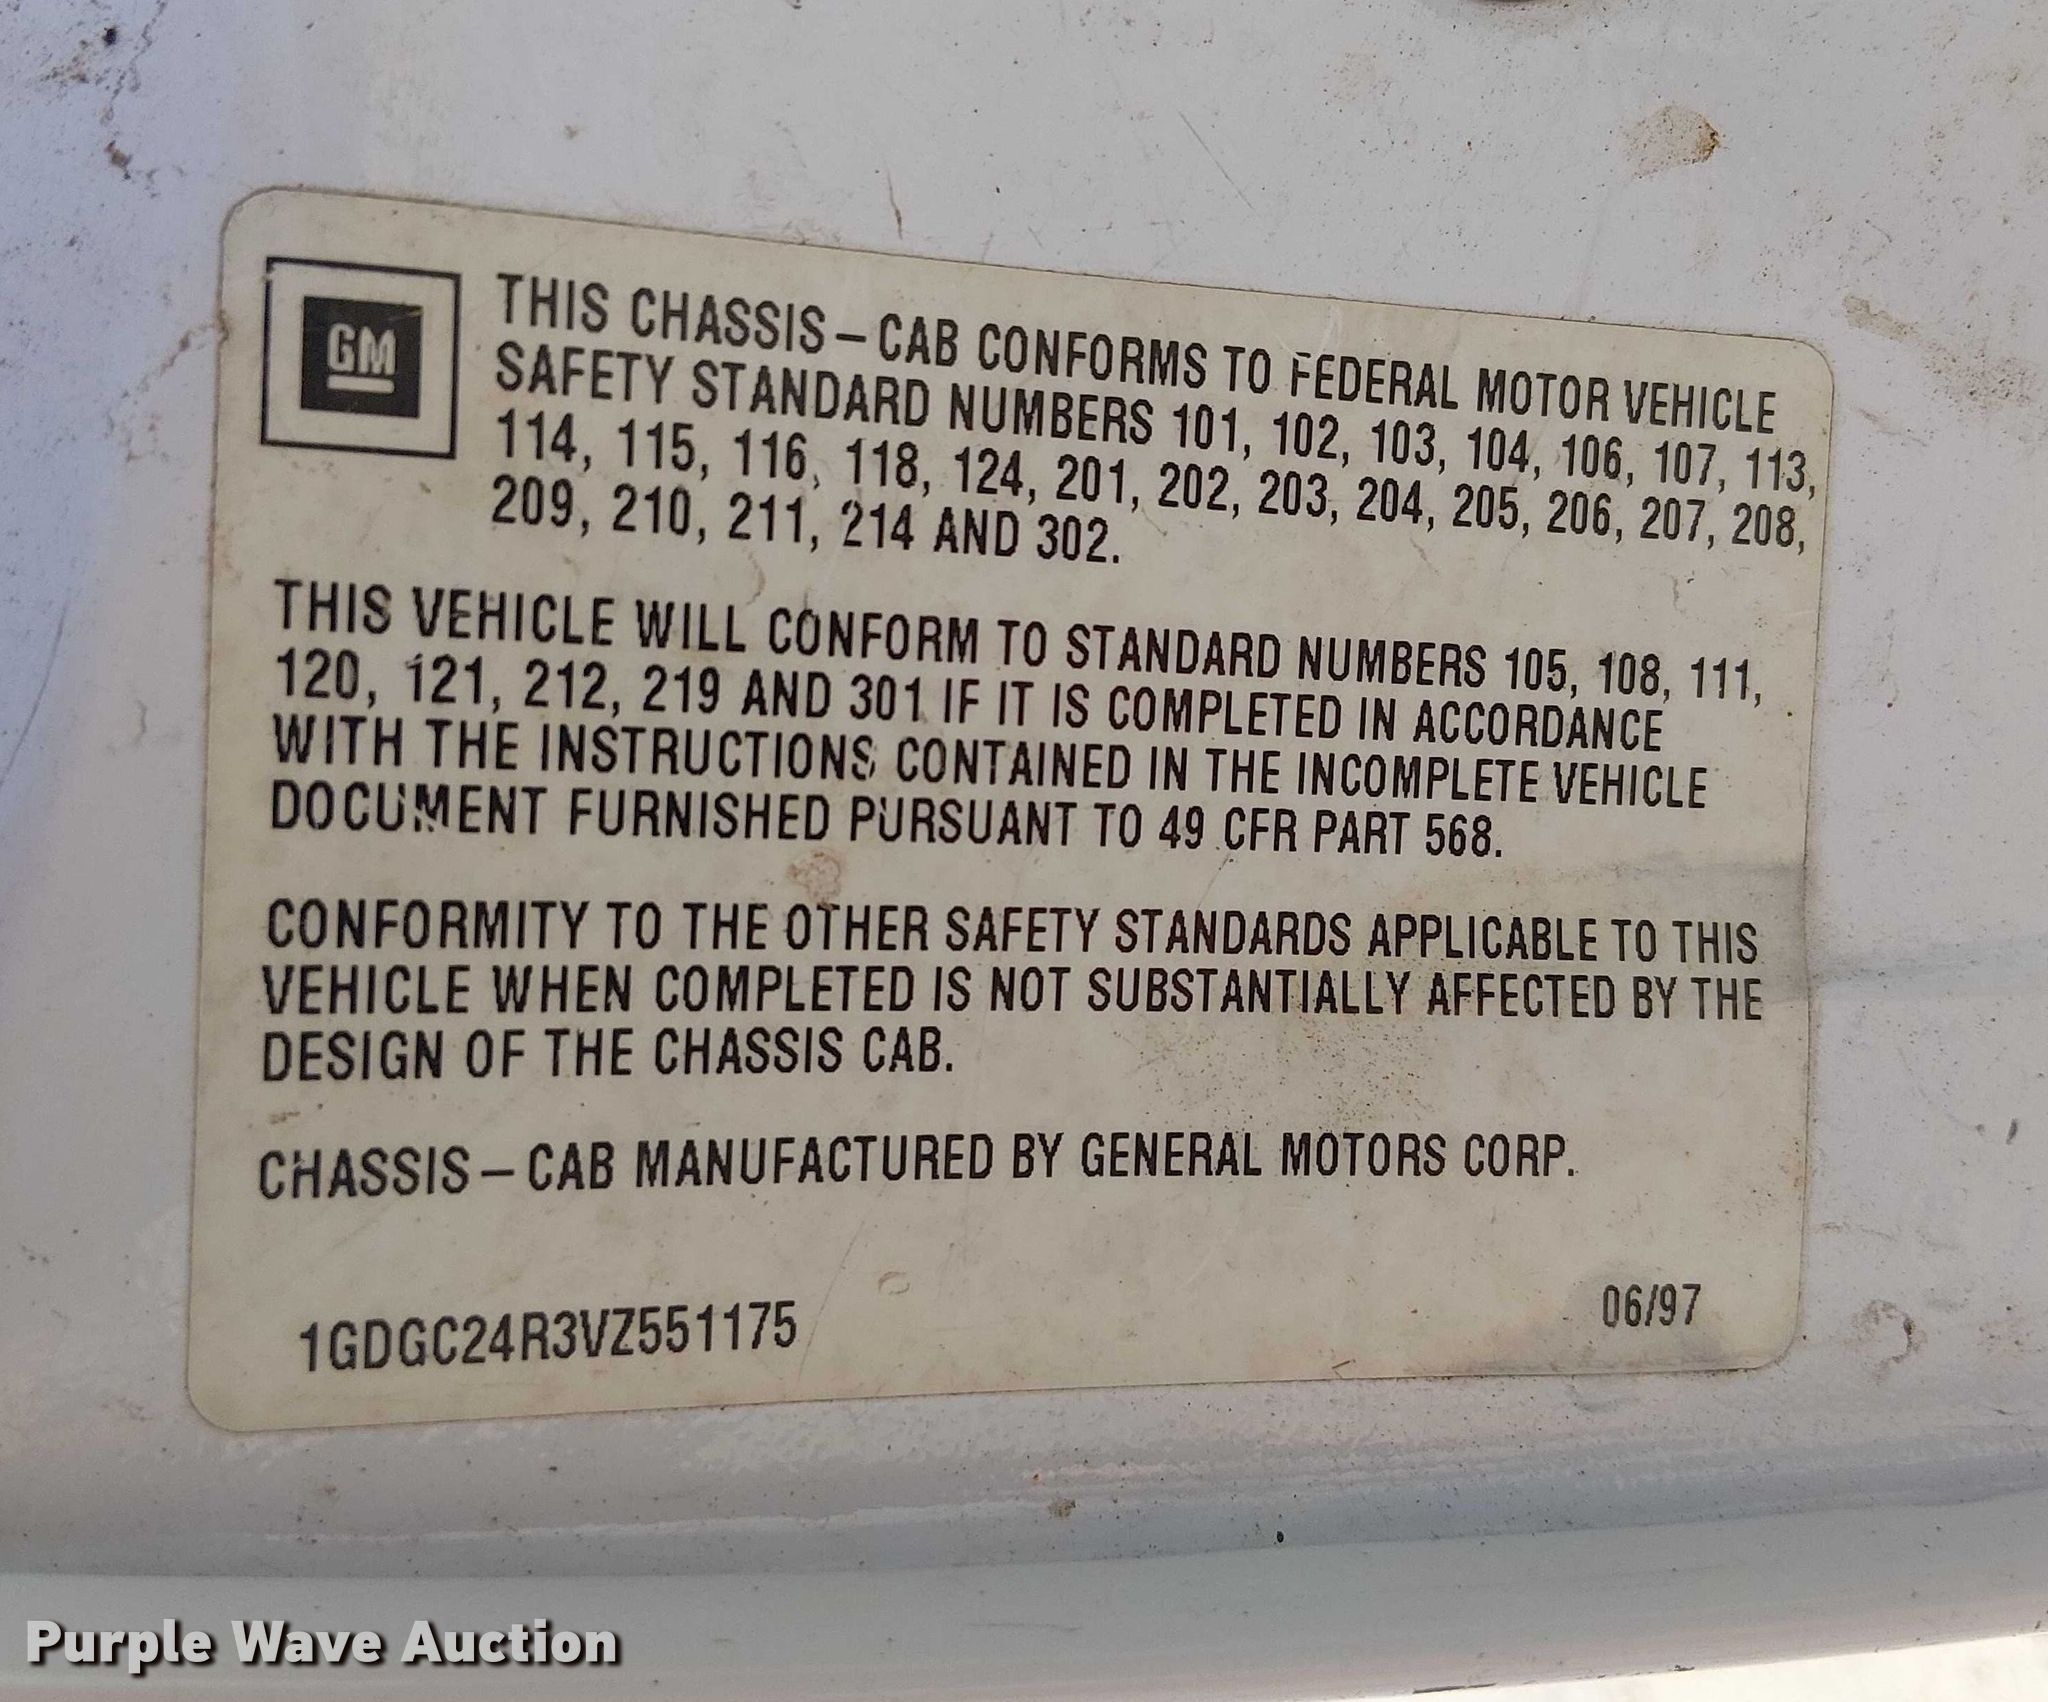 GM
THIS CHASSIS – CAB CONFORMS TO FEDERAL MOTOR VEHICLE
SAFETY STANDARD NUMBERS 101, 102, 103, 104, 106, 107, 113,
114, 115, 116, 118, 124, 201, 202, 203, 204, 205, 206, 207, 208,
209, 210, 211, 214 AND 302.
THIS VEHICLE WILL CONFORM TO STANDARD NUMBERS 105, 108, 111,
120, 121, 212, 219 AND 301 IF IT IS COMPLETED IN ACCORDANCE
WITH THE INSTRUCTIONS CONTAINED IN THE INCOMPLETE VEHICLE
DOCUMENT FURNISHED PURSUANT TO 49 CFR PART 568.
CONFORMITY TO THE OTHER SAFETY STANDARDS APPLICABLE TO THIS
VEHICLE WHEN COMPLETED IS NOT SUBSTANTIALLY AFFECTED BY THE
DESIGN OF THE CHASSIS CAB.
CHASSIS – CAB MANUFACTURED BY GENERAL MOTORS CORP.
1GDGC24R3VZ551175
06/97
Purple Wave Auction